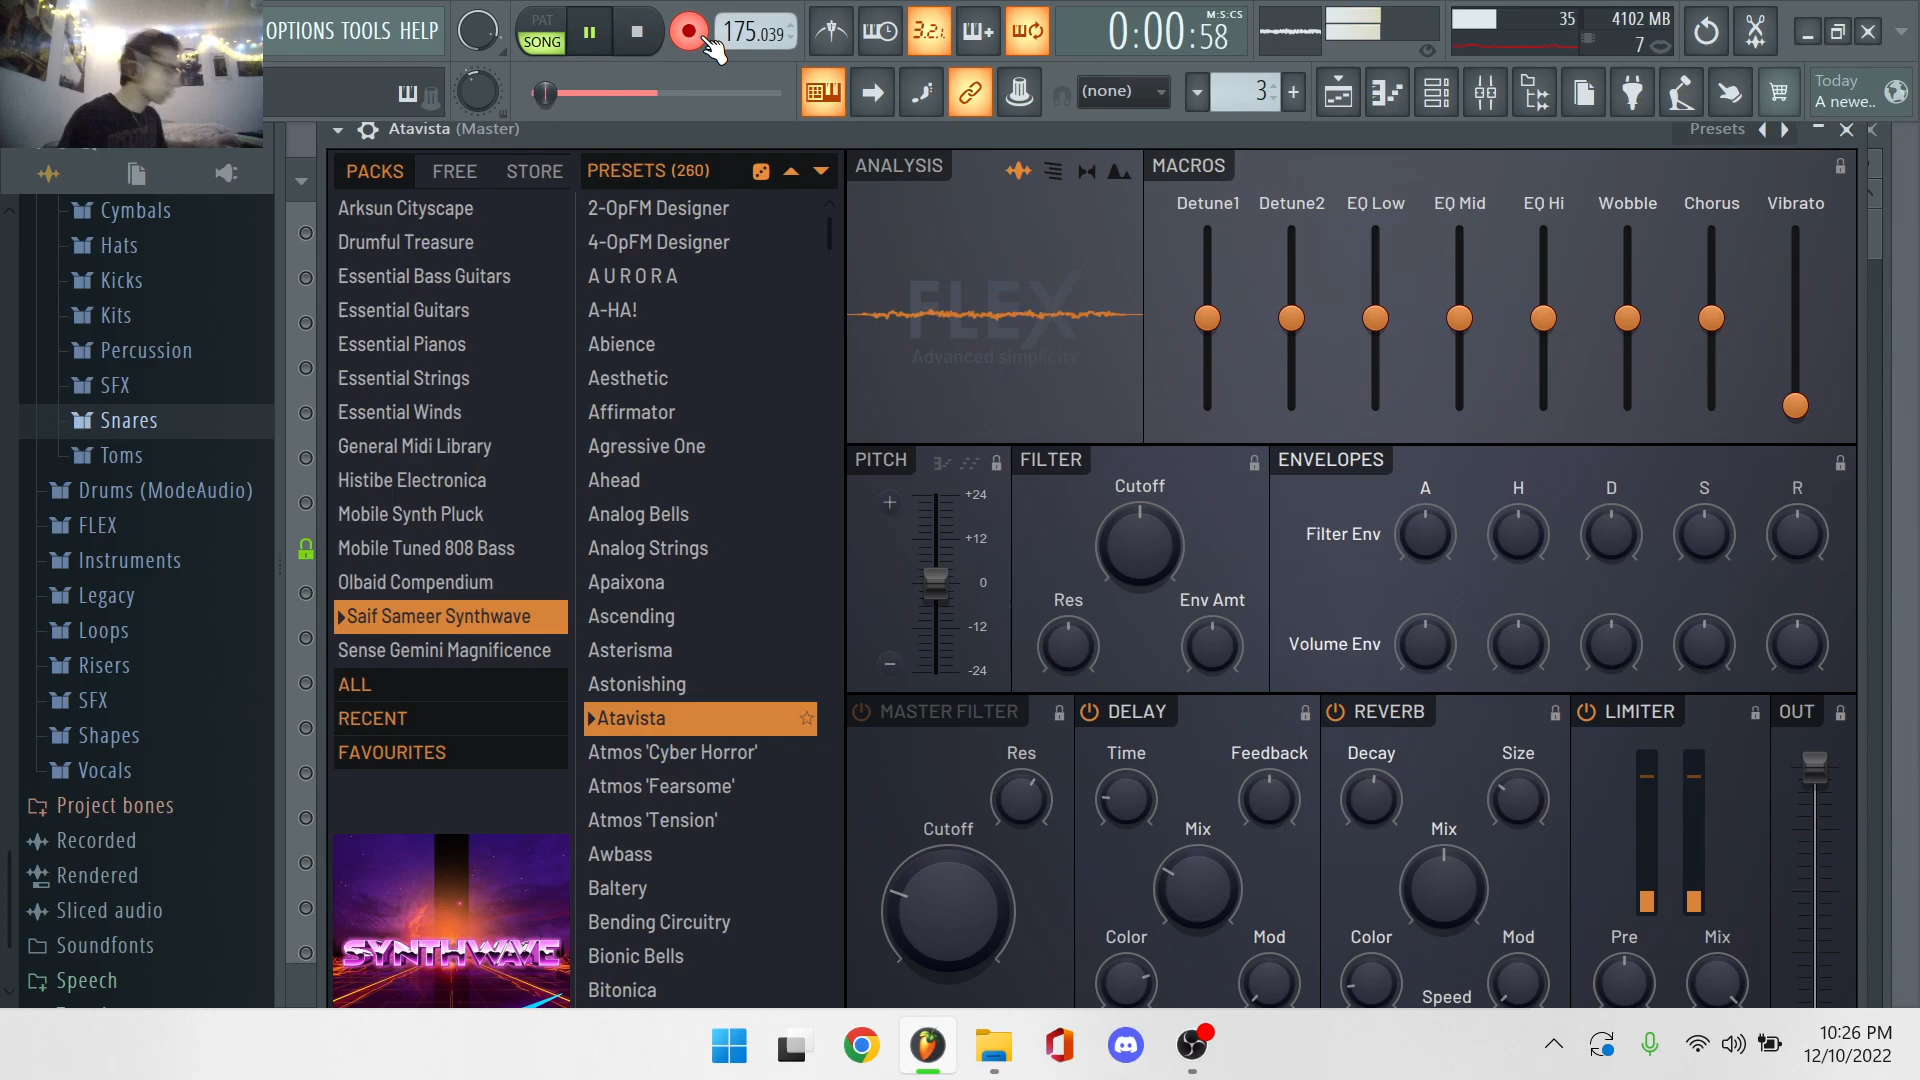 OPTIONS TOOLS HELP
PAT
SONG
175.039
3.2.1
0:00:58
M:S:CS
35
4102 MB
7
(none)
3
Today
A newe..
Atavista (Master)
Presets
PACKS FREE STORE
PRESETS (260)
Arksun Cityscape
Drumful Treasure
Essential Bass Guitars
Essential Guitars
Essential Pianos
Essential Strings
Essential Winds
General Midi Library
Histibe Electronica
Mobile Synth Pluck
Mobile Tuned 808 Bass
Olbaid Compendium
Saif Sameer Synthwave
Sense Gemini Magnificence
ALL
RECENT
FAVOURITES
SYNTHWAVE
2-OpFM Designer
4-OpFM Designer
A U R O R A
A-HA!
Abience
Aesthetic
Affirmator
Agressive One
Ahead
Analog Bells
Analog Strings
Apaixona
Ascending
Asterisma
Astonishing
Atavista
Atmos 'Cyber Horror'
Atmos 'Fearsome'
Atmos 'Tension'
Awbass
Baltery
Bending Circuitry
Bionic Bells
Bitonica
Cymbals
Hats
Kicks
Kits
Percussion
SFX
Snares
Toms
Drums (ModeAudio)
FLEX
Instruments
Legacy
Loops
Risers
SFX
Shapes
Vocals
Project bones
Recorded
Rendered
Sliced audio
Soundfonts
Speech
ANALYSIS
FLEX
Advanced simplicity
MACROS
Detune1 Detune2 EQ Low EQ Mid EQ Hi Wobble Chorus Vibrato
PITCH
+24
+12
0
-12
-24
FILTER
Cutoff
Res
Env Amt
ENVELOPES
A H D S R
Filter Env
Volume Env
MASTER FILTER
Res
Cutoff
DELAY
Time
Feedback
Mix
Color
Mod
REVERB
Decay
Size
Mix
Color
Mod
Speed
LIMITER
Pre
Mix
OUT
10:26 PM
12/10/2022